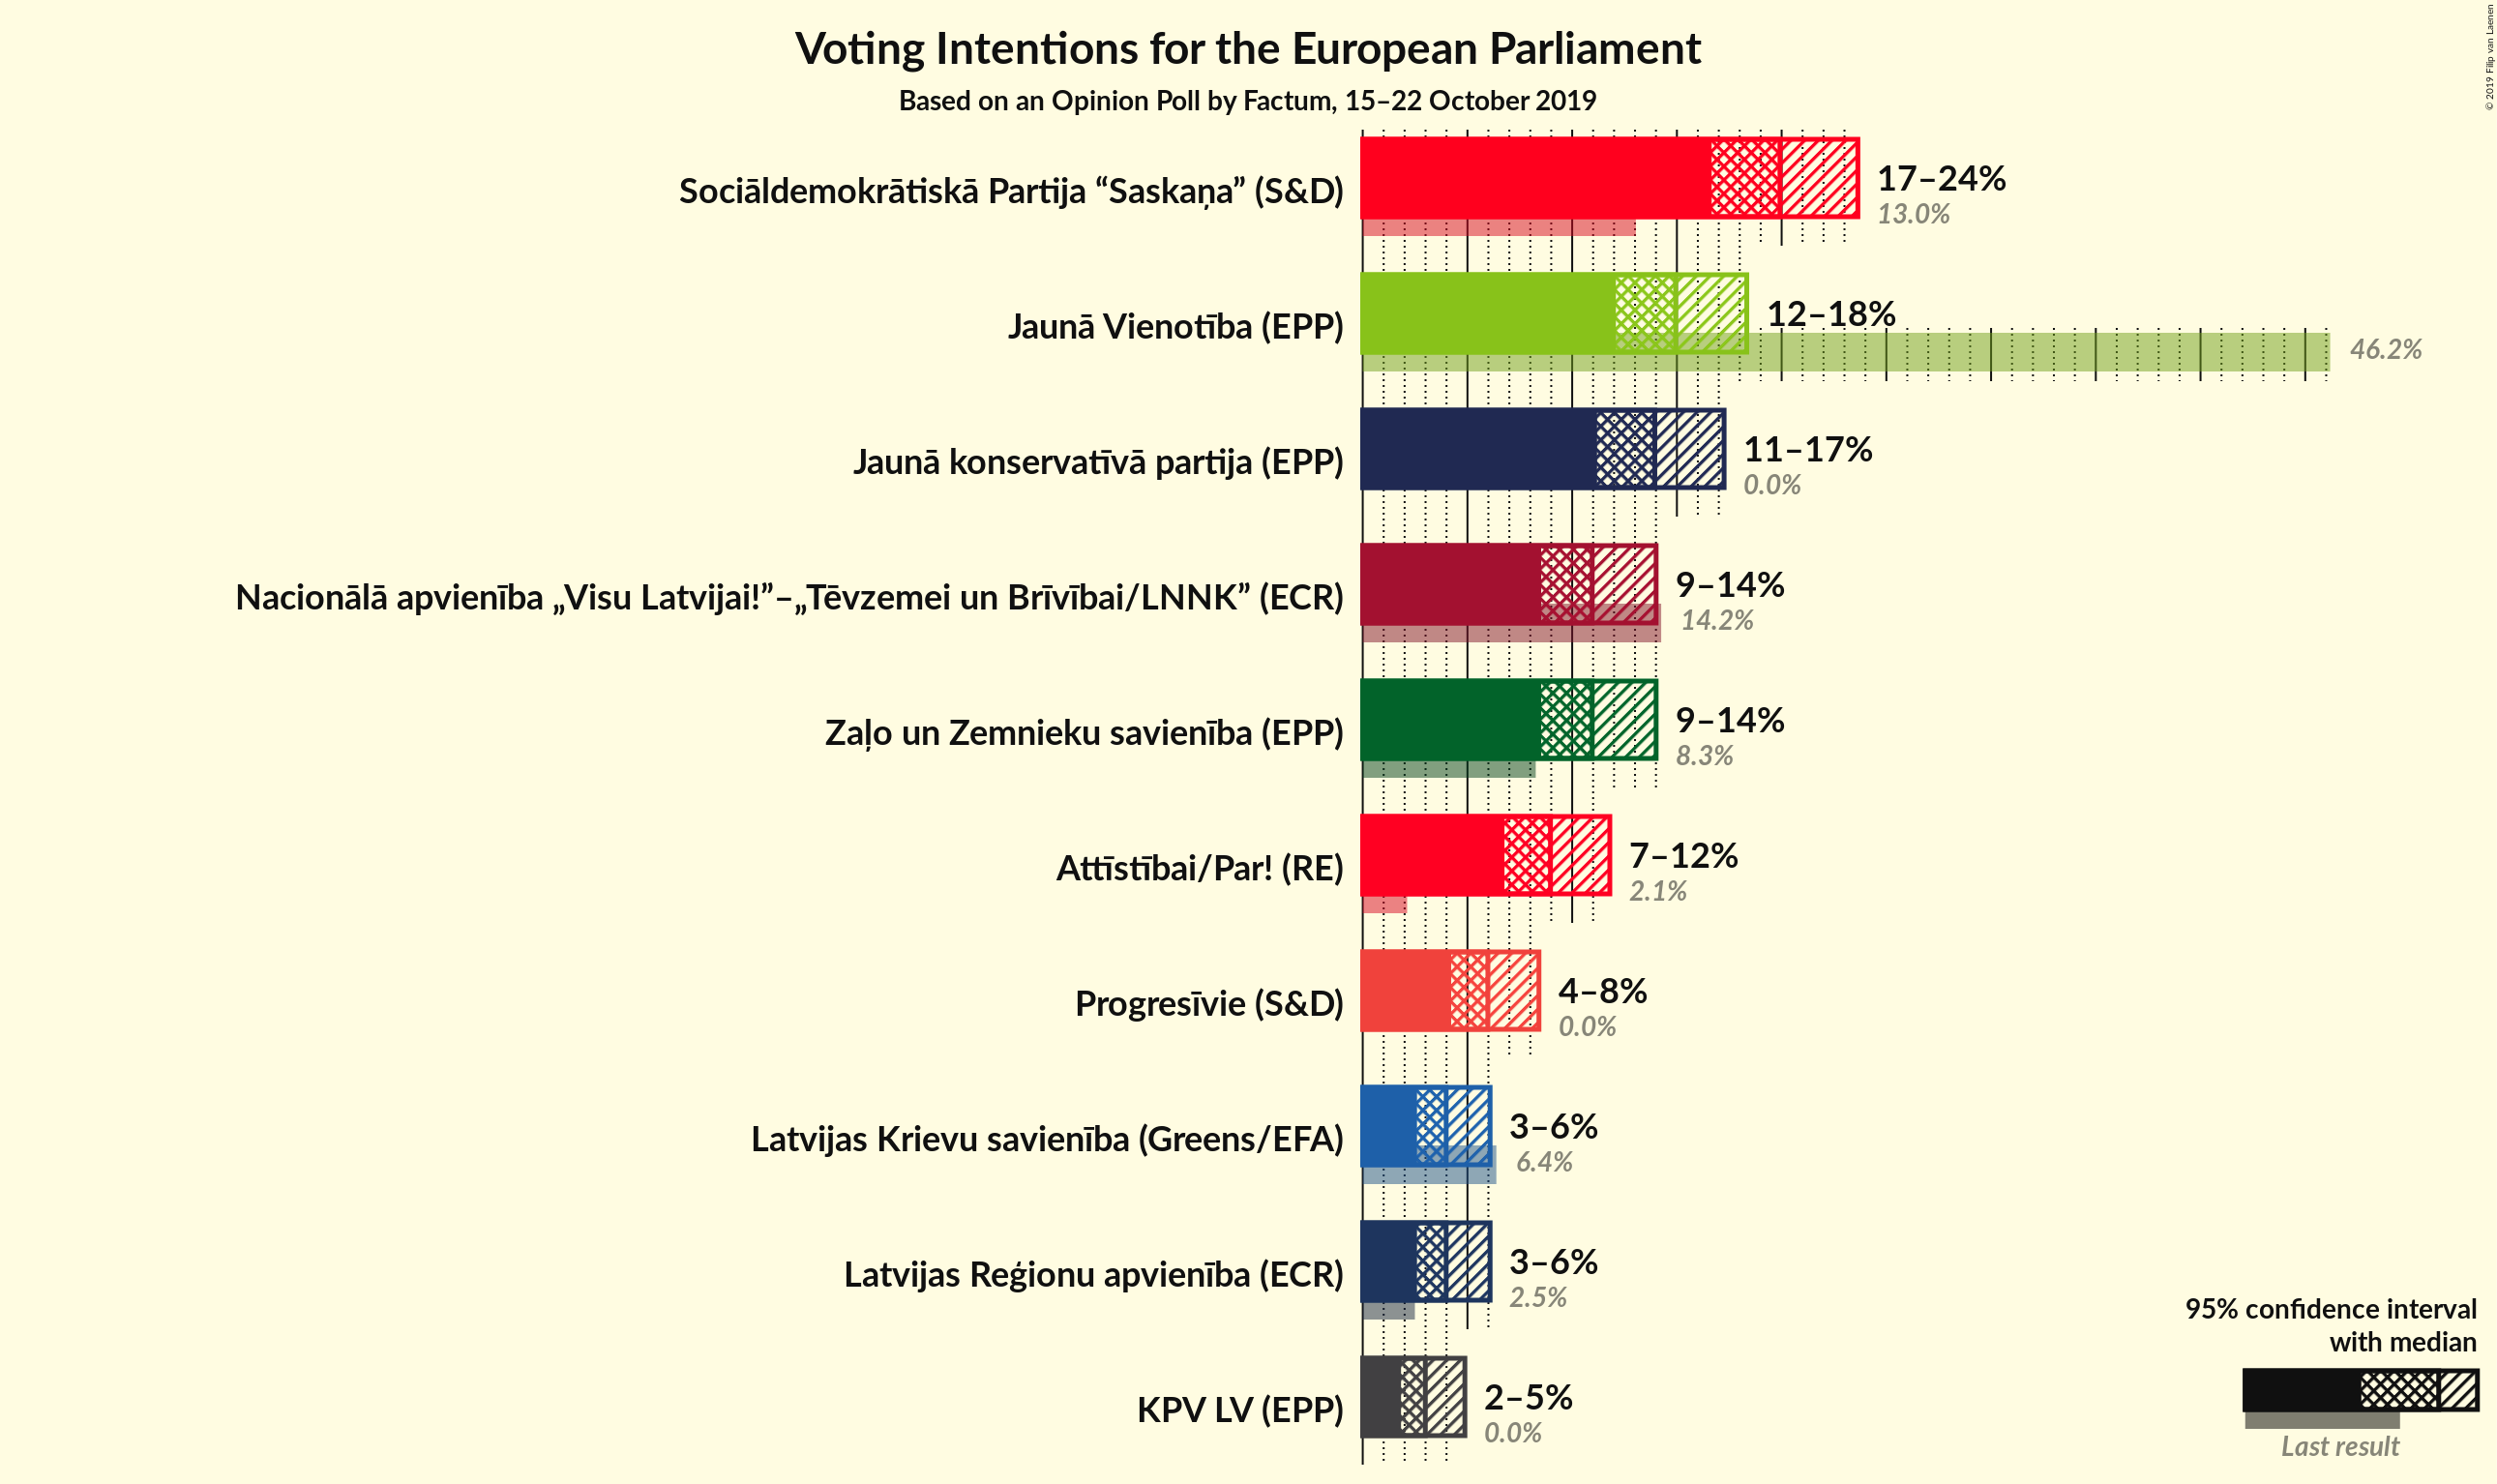 Voting Intentions for the European Parliament
Based on an Opinion Poll by Factum, 15–22 October 2019
© 2019 Filip van Laenen
Sociāldemokrātiskā Partija “Saskaņa” (S&D)
17–24%
13.0%
Jaunā Vienotība (EPP)
12–18%
46.2%
Jaunā konservatīvā partija (EPP)
11–17%
0.0%
Nacionālā apvienība „Visu Latvijai!”–„Tēvzemei un Brīvībai/LNNK” (ECR)
9–14%
14.2%
Zaļo un Zemnieku savienība (EPP)
9–14%
8.3%
Attīstībai/Par! (RE)
7–12%
2.1%
Progresīvie (S&D)
4–8%
0.0%
Latvijas Krievu savienība (Greens/EFA)
3–6%
6.4%
Latvijas Reģionu apvienība (ECR)
3–6%
2.5%
KPV LV (EPP)
2–5%
0.0%
95% confidence interval
with median
Last result